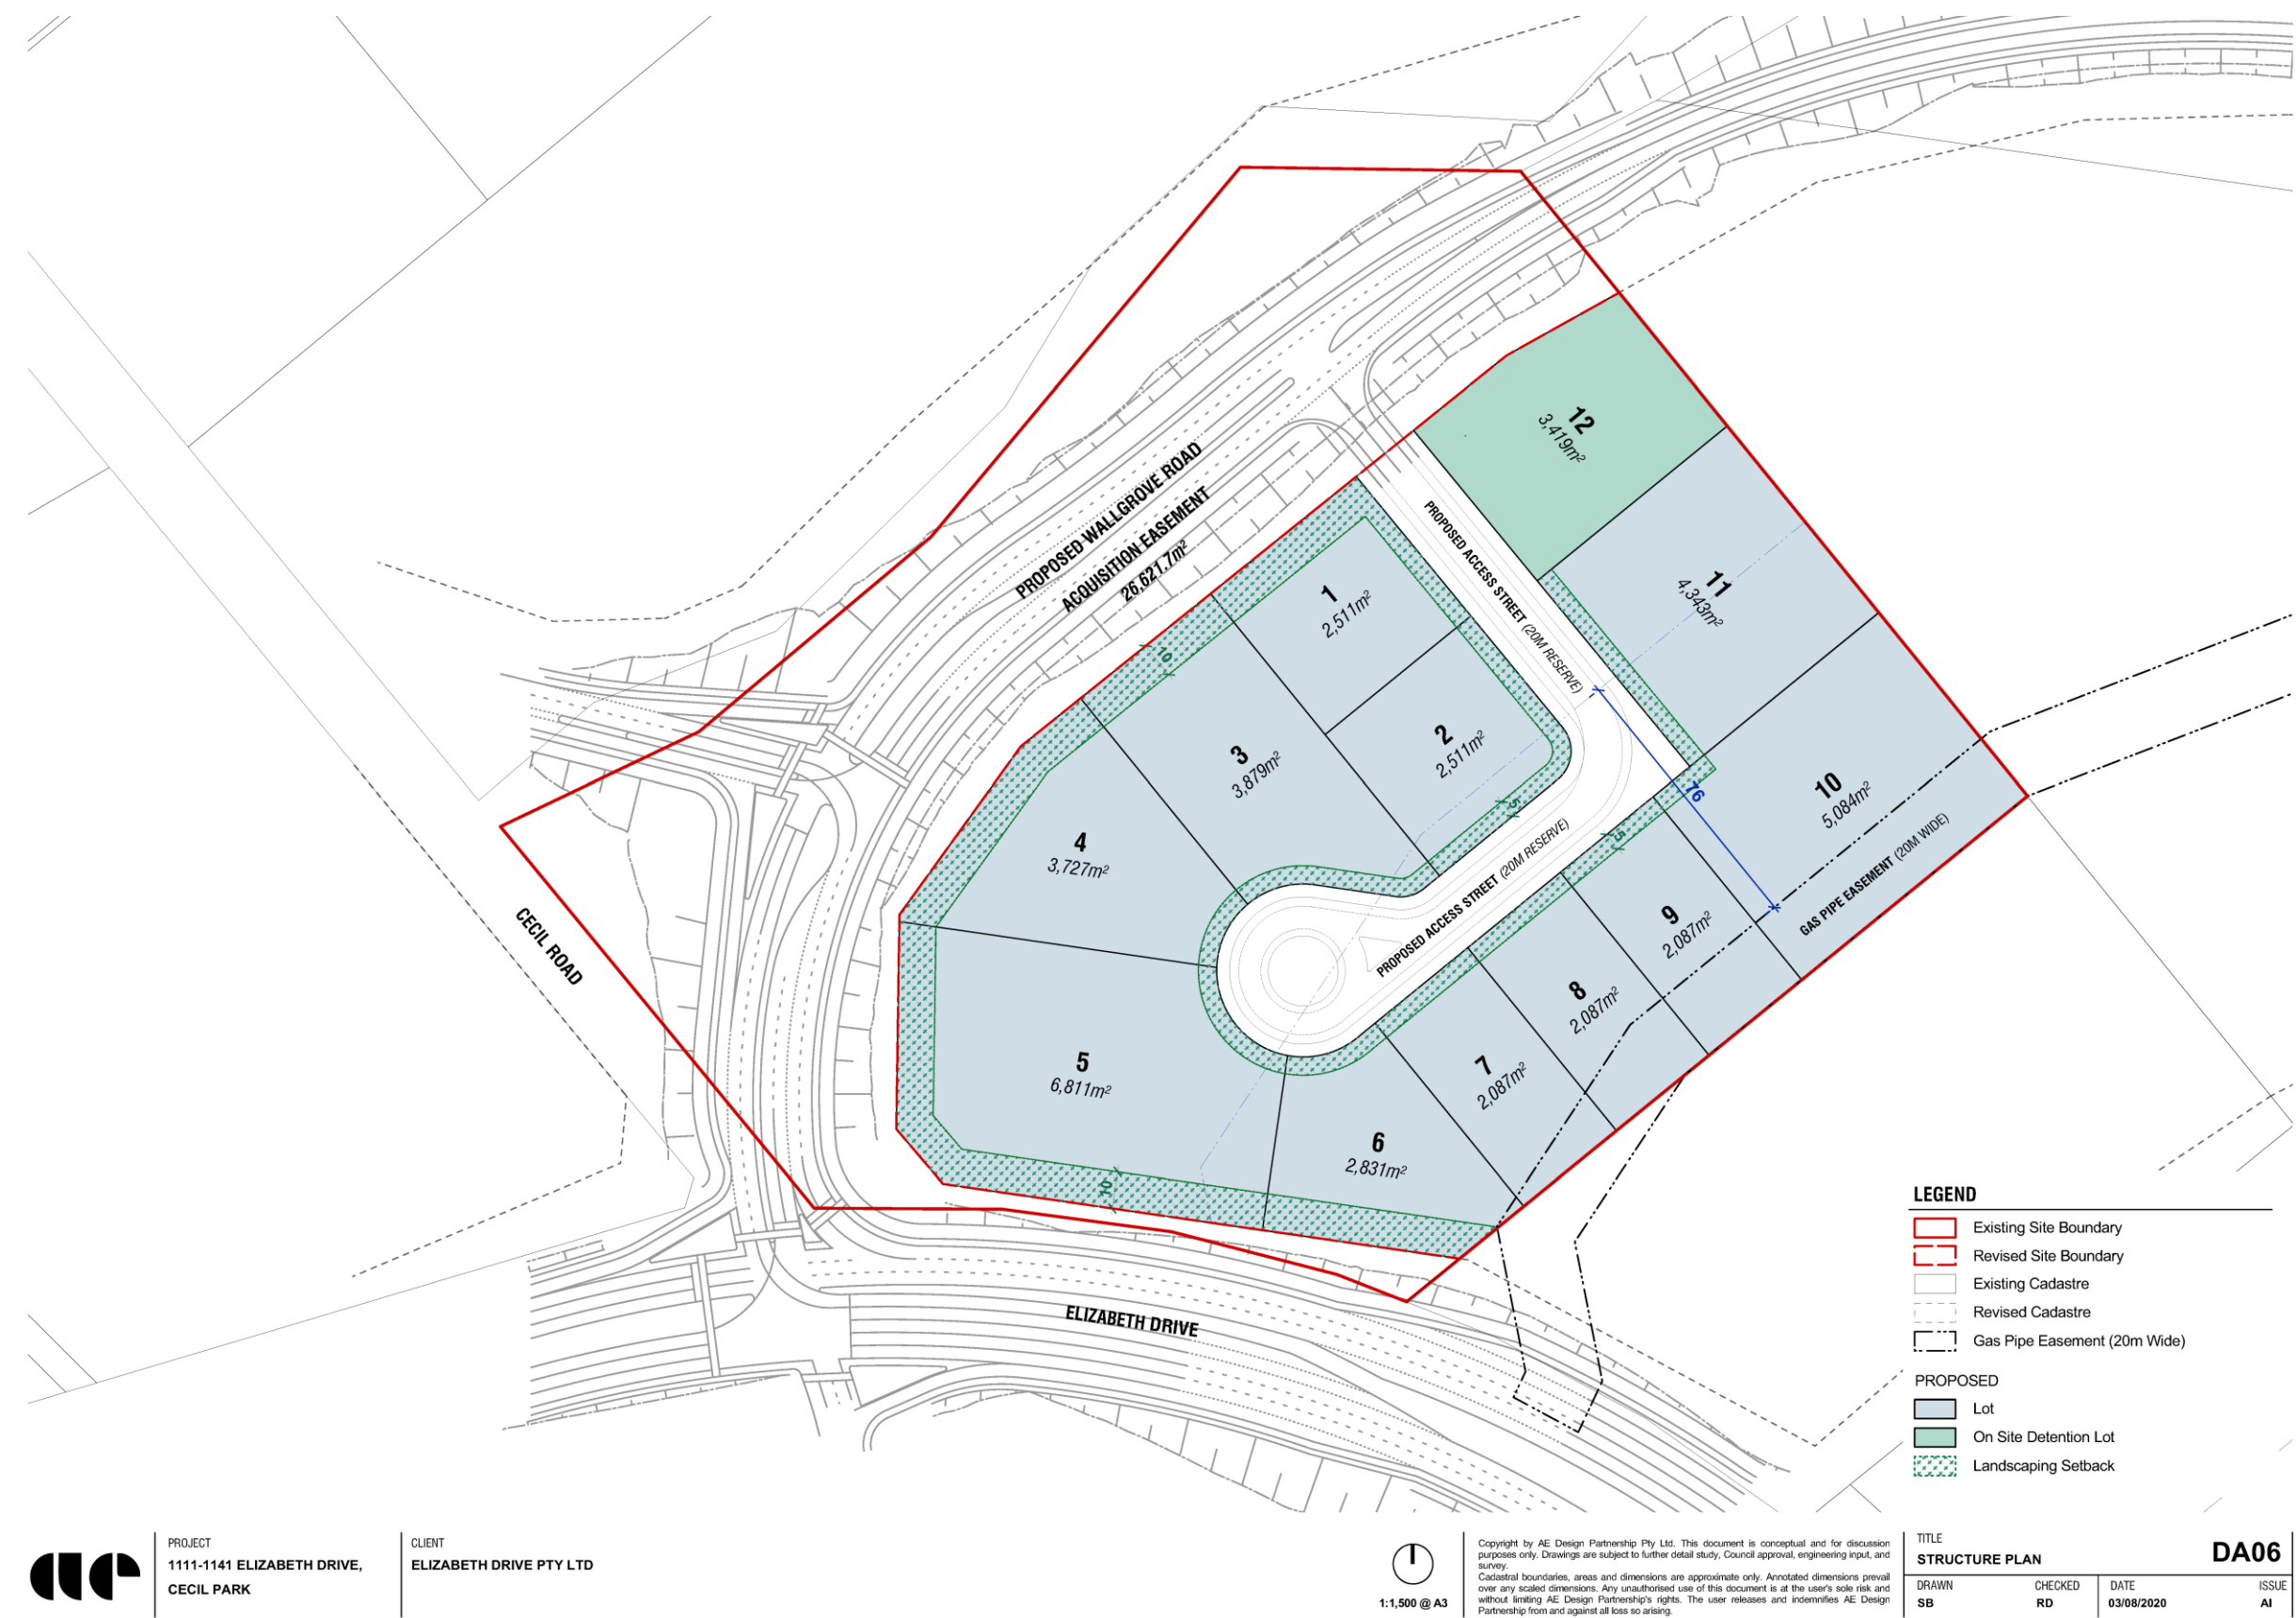 PROPOSED WALLGROVE ROAD
ACQUISITION EASEMENT
26,621.7m²
12
3,419m²
PROPOSED ACCESS STREET (20M RESERVE)
11
4,343m²
1
2,511m²
10
2
2,511m²
3
3,879m²
76
10
5,084m²
5
5
4
3,727m²
PROPOSED ACCESS STREET (20M RESERVE)
GAS PIPE EASEMENT (20M WIDE)
9
2,087m²
CECIL ROAD
8
2,087m²
5
6,811m²
7
2,087m²
6
2,831m²
10
ELIZABETH DRIVE
LEGEND
Existing Site Boundary
Revised Site Boundary
Existing Cadastre
Revised Cadastre
Gas Pipe Easement (20m Wide)
PROPOSED
Lot
On Site Detention Lot
Landscaping Setback
ae
PROJECT
1111-1141 ELIZABETH DRIVE,
CECIL PARK
CLIENT
ELIZABETH DRIVE PTY LTD
1:1,500 @ A3
Copyright by AE Design Partnership Pty Ltd. This document is conceptual and for discussion
purposes only. Drawings are subject to further detail study, Council approval, engineering input, and
survey.
Cadastral boundaries, areas and dimensions are approximate only. Annotated dimensions prevail
over any scaled dimensions. Any unauthorised use of this document is at the user's sole risk and
without limiting AE Design Partnership's rights. The user releases and indemnifies AE Design
Partnership from and against all loss so arising.
TITLE
STRUCTURE PLAN
DA06
DRAWN
SB
CHECKED
RD
DATE
03/08/2020
ISSUE
AI